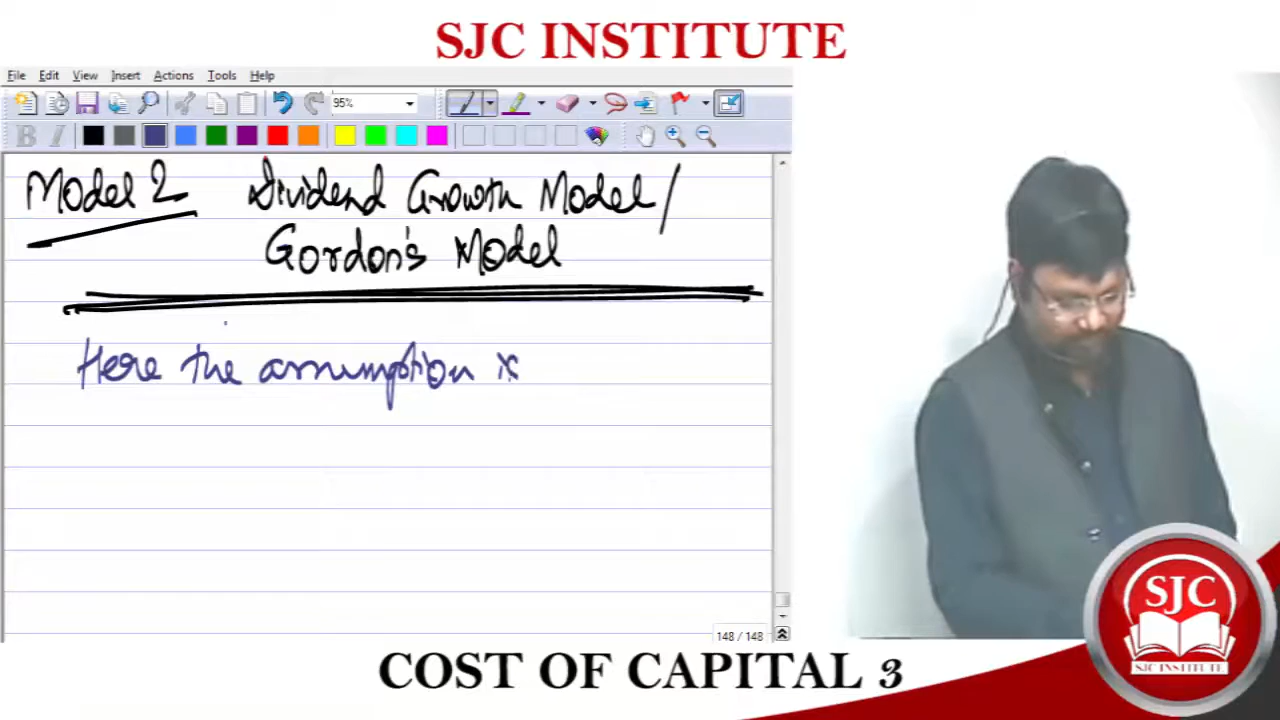 SJC INSTITUTE
File Edit View Insert Actions Tools Help
95%
B I
Model 2 Dividend Growth Model /
Gordon's Model
Here the assumption is
148 / 148
SJC
SJC INSTITUTE
COST OF CAPITAL 3